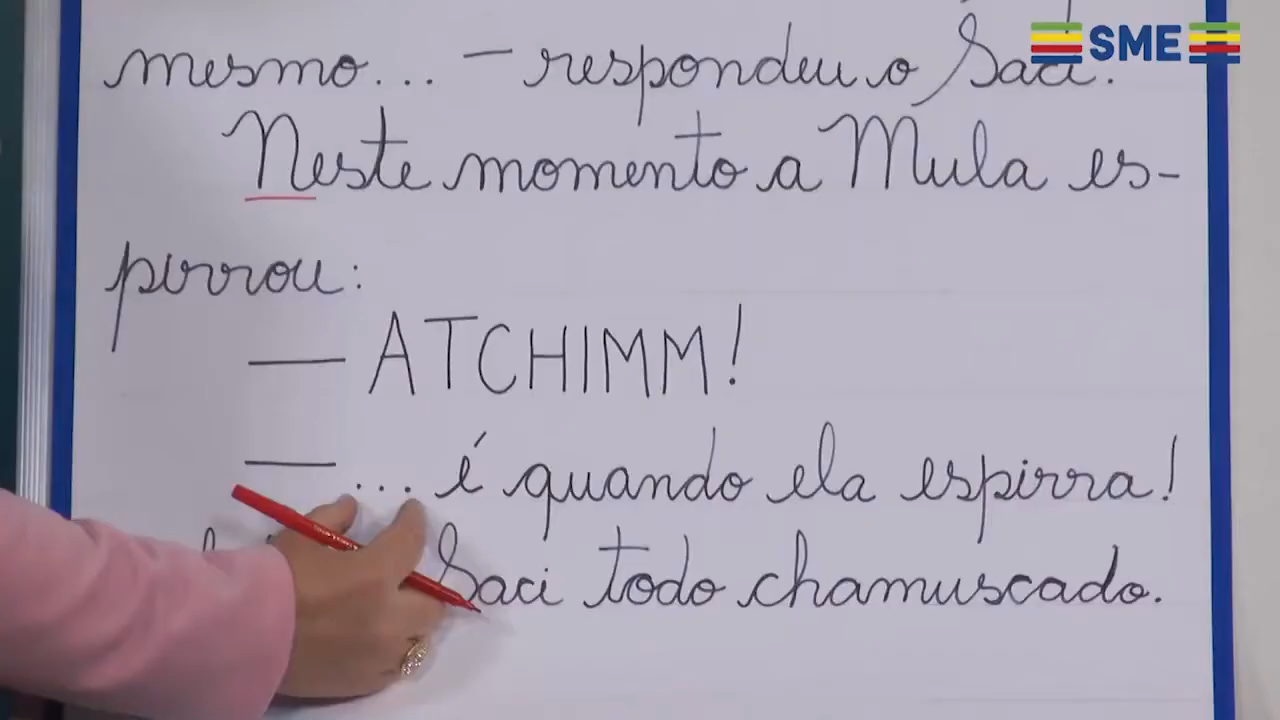 mesmo... - respondeu o Saci.
SME
Neste momento a Mula es-
pirrou:
— ATCHIMM!
— ... é quando ela espirra!
Saci todo chamuscado.